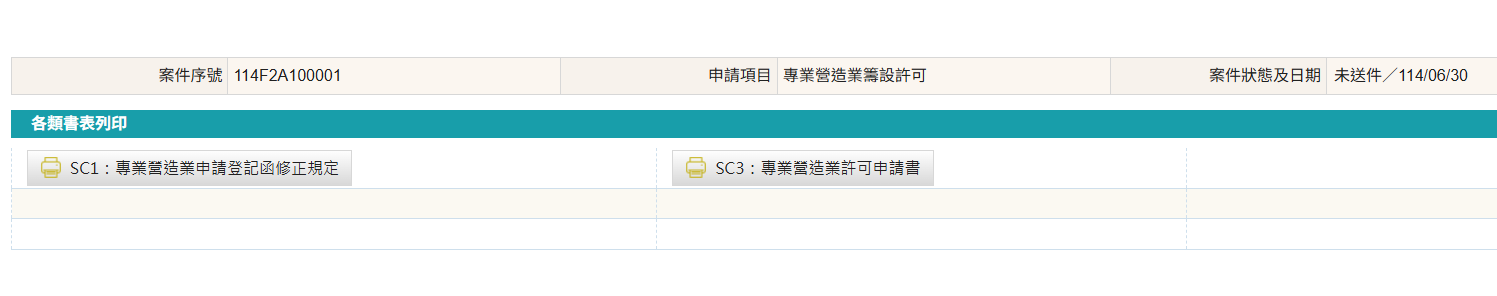 案件序號 114F2A100001 申請項目 專業營造業籌設許可 案件狀態及日期 未送件／114/06/30
各類書表列印
SC1：專業營造業申請登記函修正規定 SC3：專業營造業許可申請書